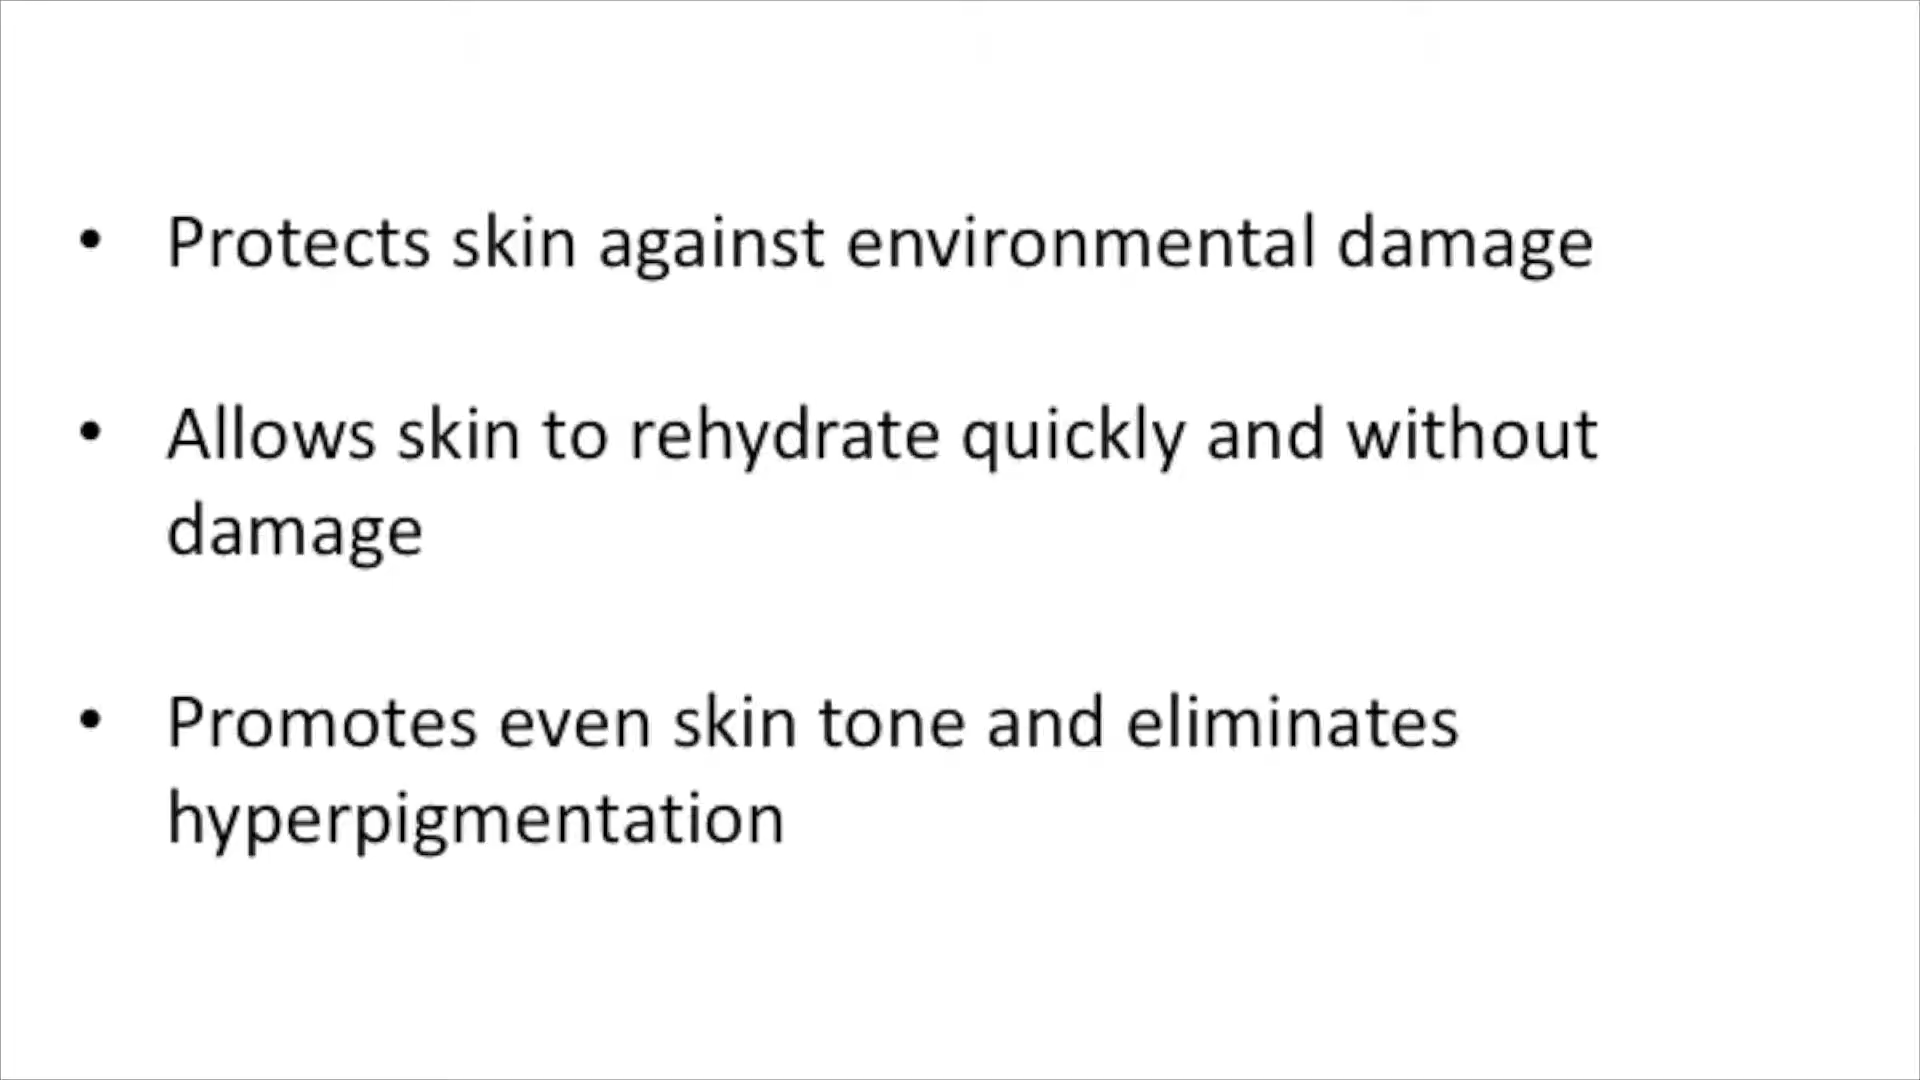 • Protects skin against environmental damage
• Allows skin to rehydrate quickly and without
damage
• Promotes even skin tone and eliminates
hyperpigmentation